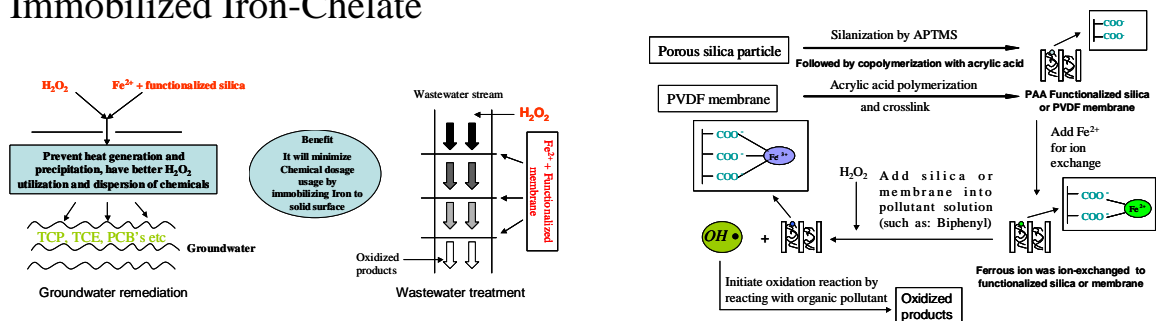 Immobilized Iron-Chelate
H₂O₂
Fe²⁺ + functionalized silica
Prevent heat generation and
precipitation, have better H₂O₂
utilization and dispersion of chemicals
TCP, TCE, PCB's etc
Groundwater
Groundwater remediation
Benefit
It will minimize
Chemical dosage
usage by
immobilizing Iron to
solid surface
Wastewater stream
H₂O₂
Fe²⁺ + Functionalized
membrane
Oxidized
products
Wastewater treatment
Porous silica particle
Silanization by APTMS
Followed by copolymerization with acrylic acid
COO⁻
COO⁻
PVDF membrane
Acrylic acid polymerization
and crosslink
PAA Functionalized silica
or PVDF membrane
Add Fe²⁺
for ion
exchange
COO⁻
COO⁻
COO
Fe³⁺
H₂O₂
Add silica or
membrane into
pollutant solution
(such as: Biphenyl)
COO⁻
COO⁻
Fe²⁺
OH •
+
Ferrous ion was ion-exchanged to
functionalized silica or membrane
Initiate oxidation reaction by
reacting with organic pollutant
Oxidized
products